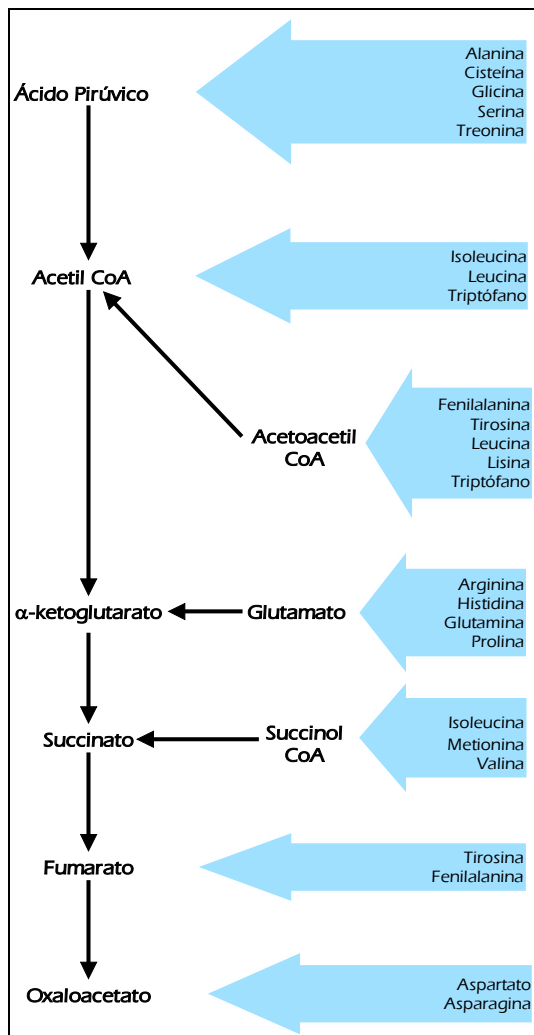 Ácido Pirúvico
Alanina
Cisteína
Glicina
Serina
Treonina
Acetil CoA
Isoleucina
Leucina
Triptófano
Acetoacetil
CoA
Fenilalanina
Tirosina
Leucina
Lisina
Triptófano
α-ketoglutarato
Glutamato
Arginina
Histidina
Glutamina
Prolina
Succinato
Succinol
CoA
Isoleucina
Metionina
Valina
Fumarato
Tirosina
Fenilalanina
Oxaloacetato
Aspartato
Asparagina